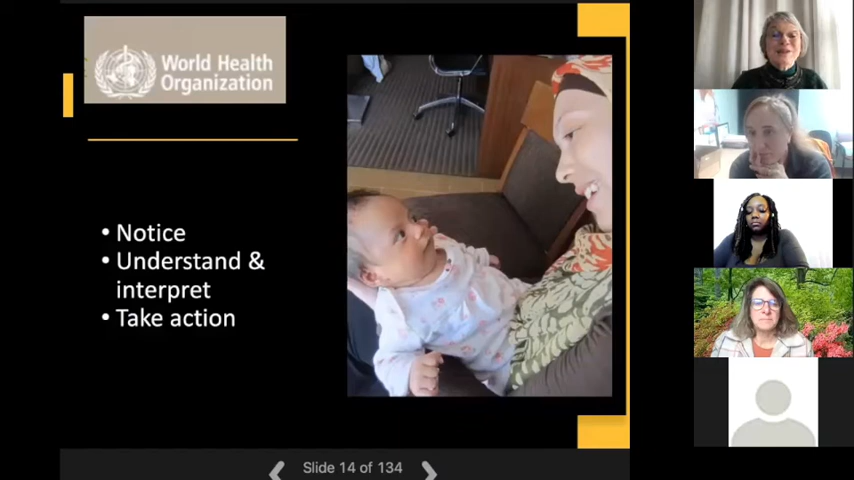 World Health
Organization
• Notice
• Understand &
interpret
• Take action
Slide 14 of 134